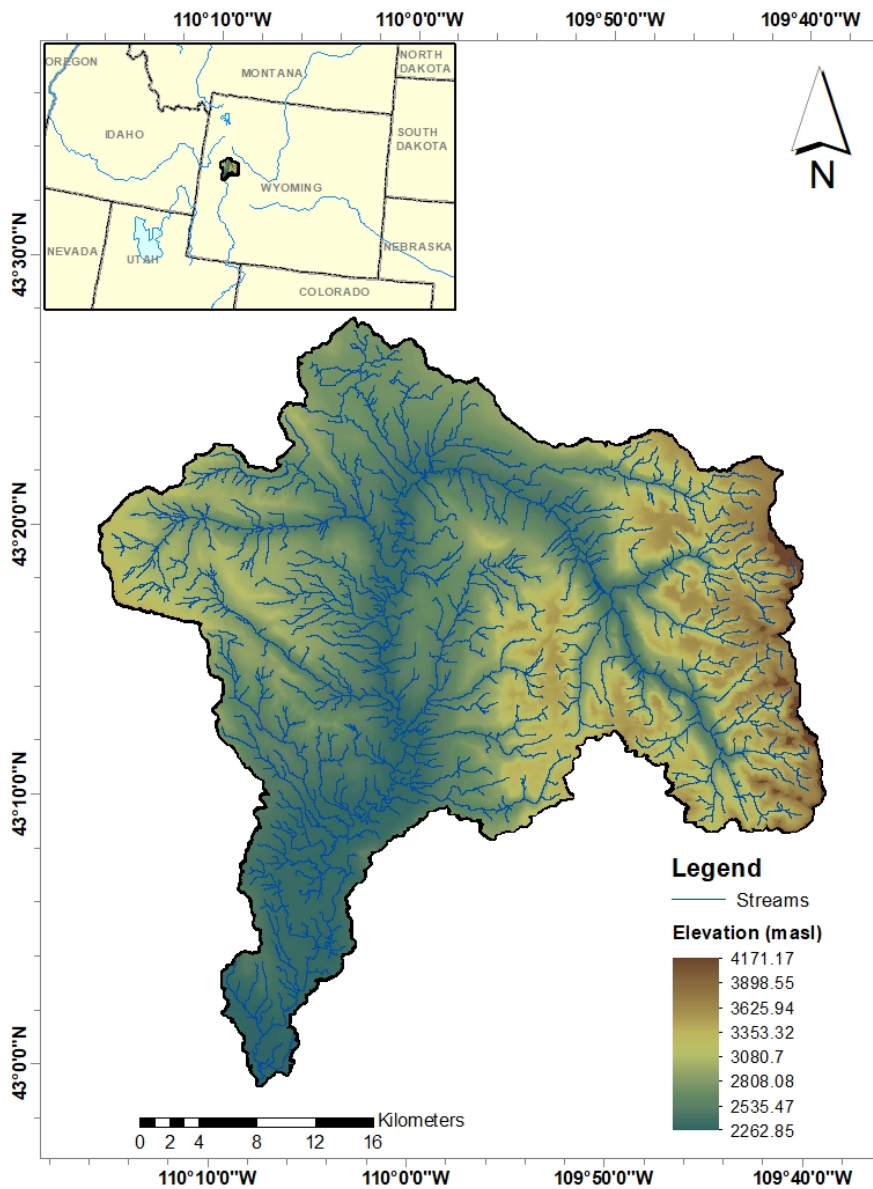 110°10'0"W 110°0'0"W 109°50'0"W 109°40'0"W
OREGON
MONTANA
NORTH
DAKOTA
IDAHO
SOUTH
DAKOTA
WYOMING
NEVADA
UTAH
NEBRASKA
COLORADO
N
43°30'0"N
43°20'0"N
43°10'0"N
43°0'0"N
Legend
Streams
Elevation (masl)
4171.17
3898.55
3625.94
3353.32
3080.7
2808.08
2535.47
2262.85
Kilometers
0 2 4 8 12 16
110°10'0"W 110°0'0"W 109°50'0"W 109°40'0"W